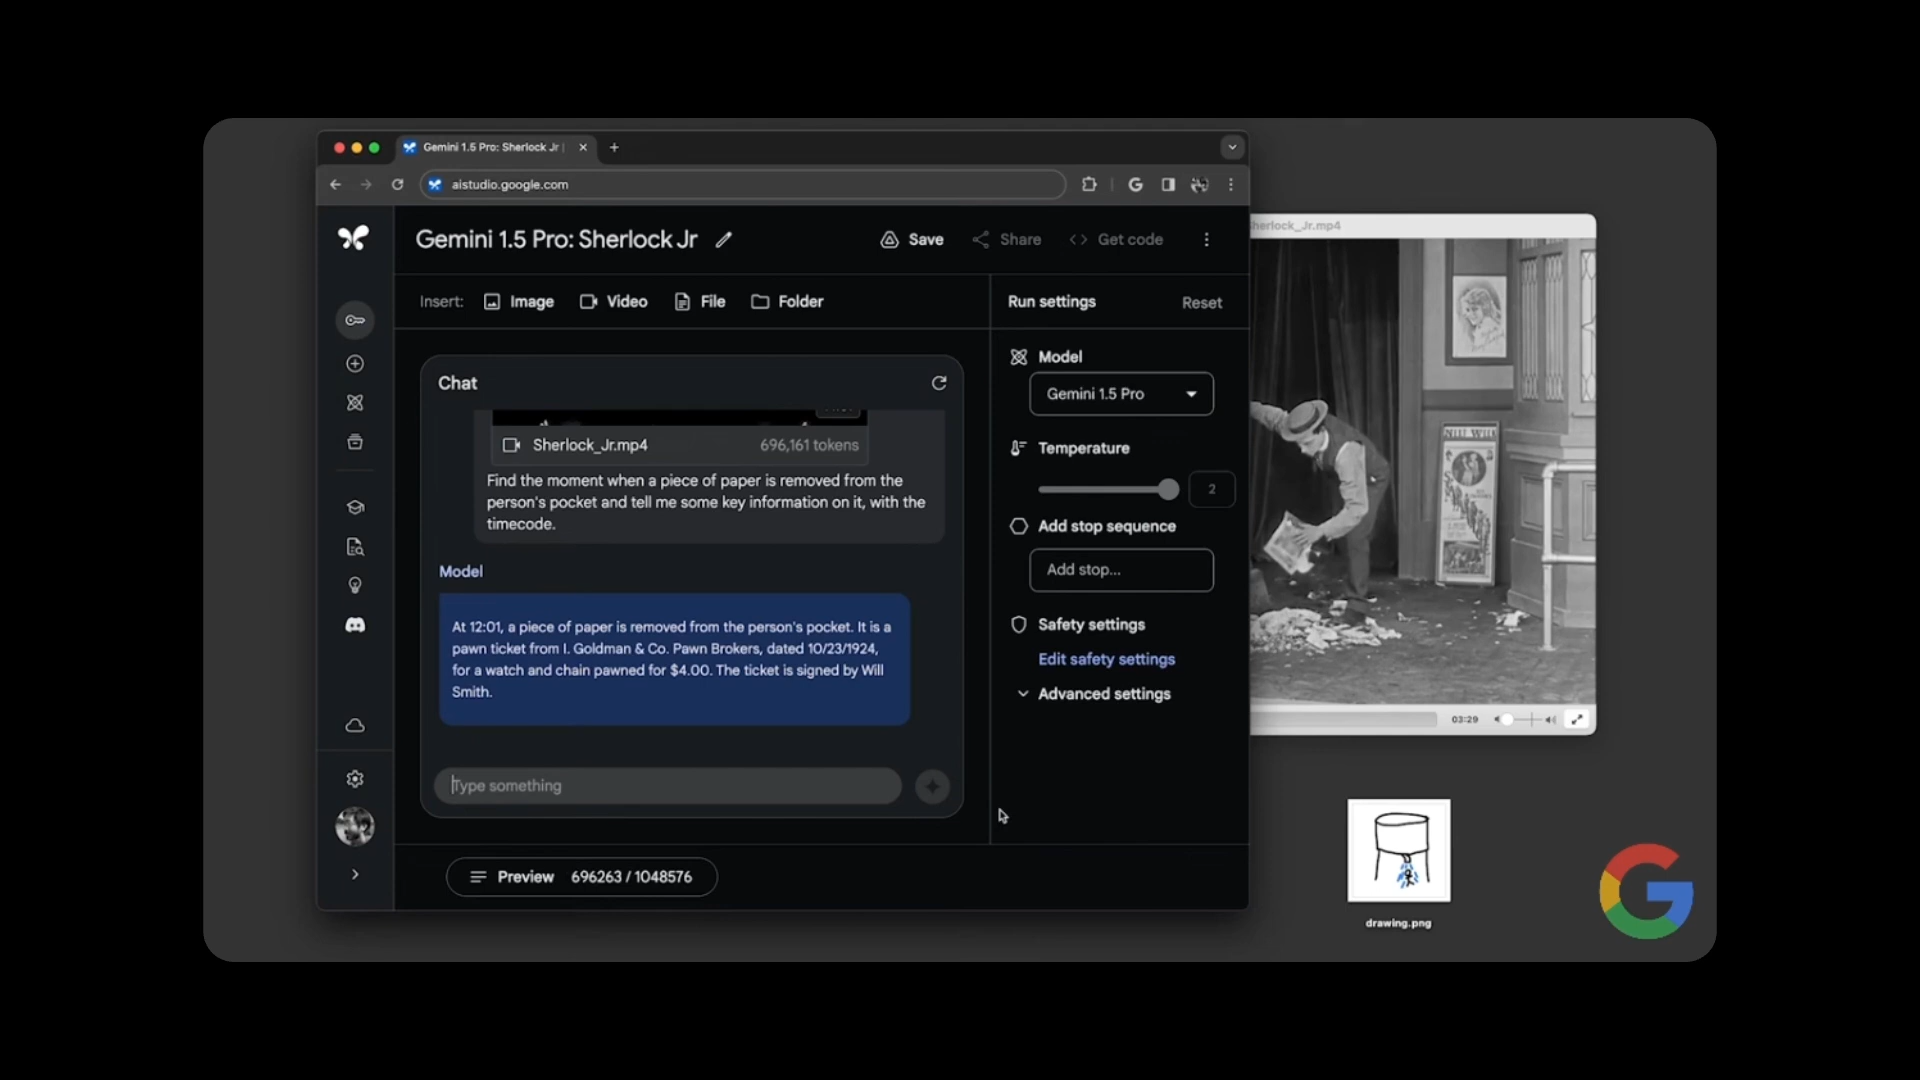 Gemini 1.5 Pro: Sherlock Jr
aistudio.google.com
Gemini 1.5 Pro: Sherlock Jr
Save
Share
Get code
Insert:
Image
Video
File
Folder
Run settings
Reset
Chat
Sherlock_Jr.mp4
696,161 tokens
Find the moment when a piece of paper is removed from the
person's pocket and tell me some key information on it, with the
timecode.
Model
At 12:01, a piece of paper is removed from the person's pocket. It is a
pawn ticket from I. Goldman & Co. Pawn Brokers, dated 10/23/1924,
for a watch and chain pawned for $4.00. The ticket is signed by Will
Smith.
Type something
Preview 696263 / 1048576
Model
Gemini 1.5 Pro
Temperature
2
Add stop sequence
Add stop...
Safety settings
Edit safety settings
Advanced settings
herlock_Jr.mp4
03:29
drawing.png